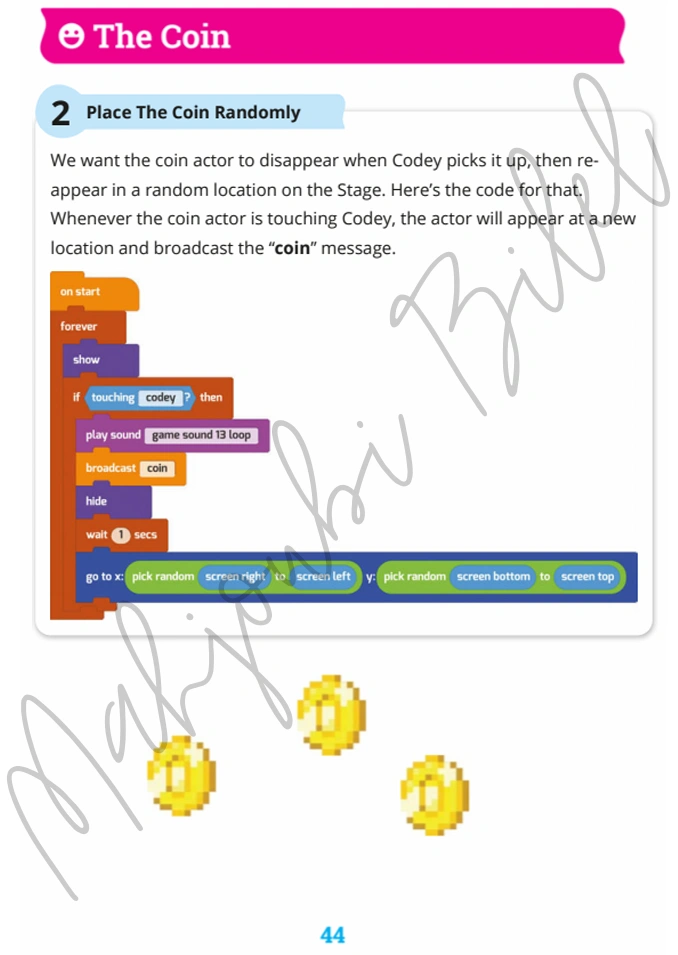 The Coin
2 Place The Coin Randomly
We want the coin actor to disappear when Codey picks it up, then re-
appear in a random location on the Stage. Here’s the code for that.
Whenever the coin actor is touching Codey, the actor will appear at a new
location and broadcast the “coin” message.
on start
forever
show
if touching codey ? then
play sound game sound 13 loop
broadcast coin
hide
wait 1 secs
go to x: pick random screen right to screen left y: pick random screen bottom to screen top
Mahjoubi Bilel
44